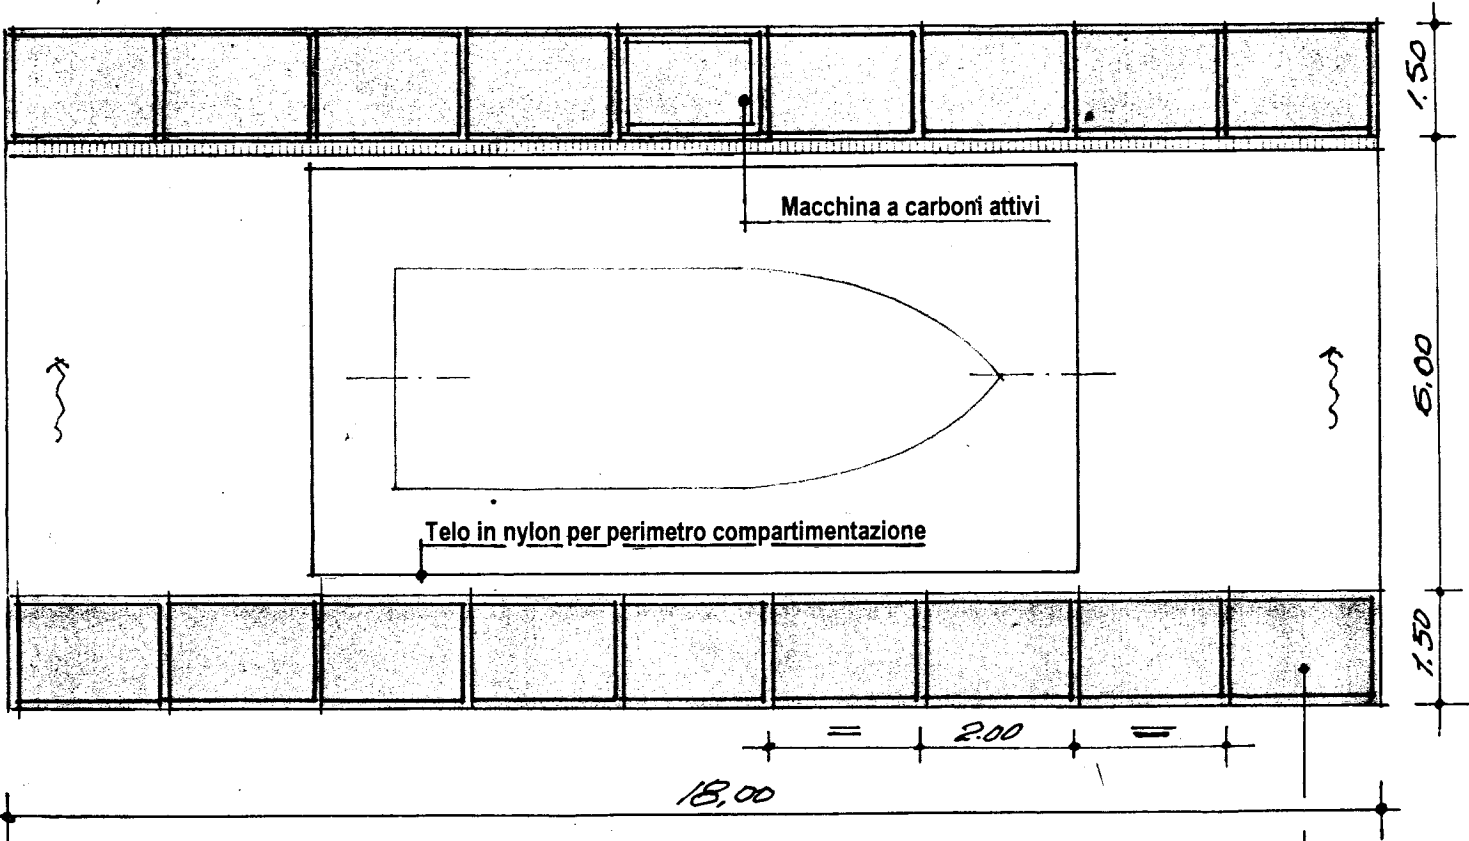 1.50
Macchina a carboni attivi
6.00
Telo in nylon per perimetro compartimentazione
1.50
= 2.00 =
18,00